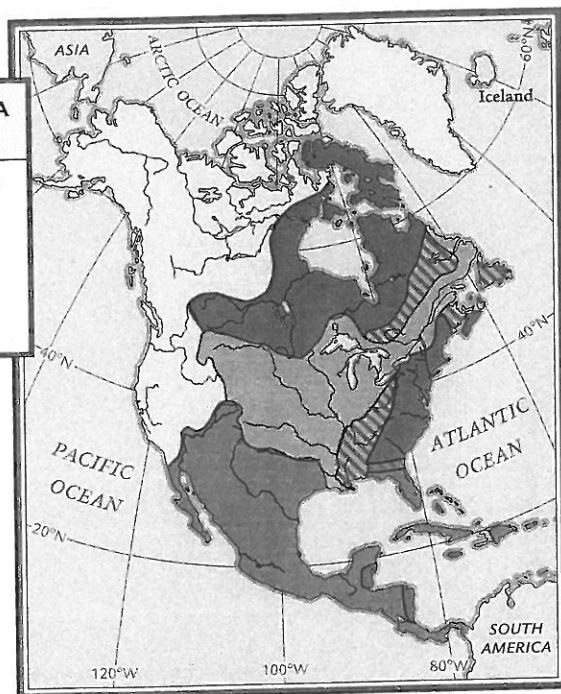 ASIA
ARCTIC OCEAN
60°N
Iceland
A
40°N
40°N
ATLANTIC
OCEAN
PACIFIC
OCEAN
20°N
SOUTH
AMERICA
120°W
100°W
80°W